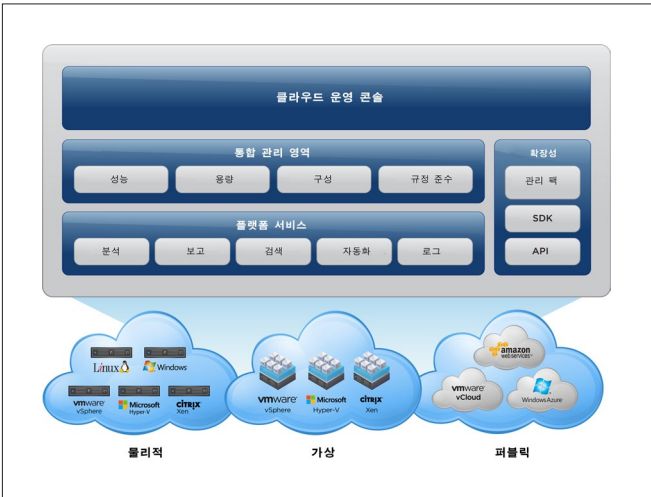 클라우드 운영 콘솔
통합 관리 영역
성능
용량
구성
규정 준수
플랫폼 서비스
분석
보고
검색
자동화
로그
확장성
관리 팩
SDK
API
Linux
Windows
vmware vSphere
Microsoft Hyper-V
CITRIX Xen
물리적
vmware vSphere
Microsoft Hyper-V
CITRIX Xen
가상
amazon web services™
vmware vCloud
Windows Azure
퍼블릭